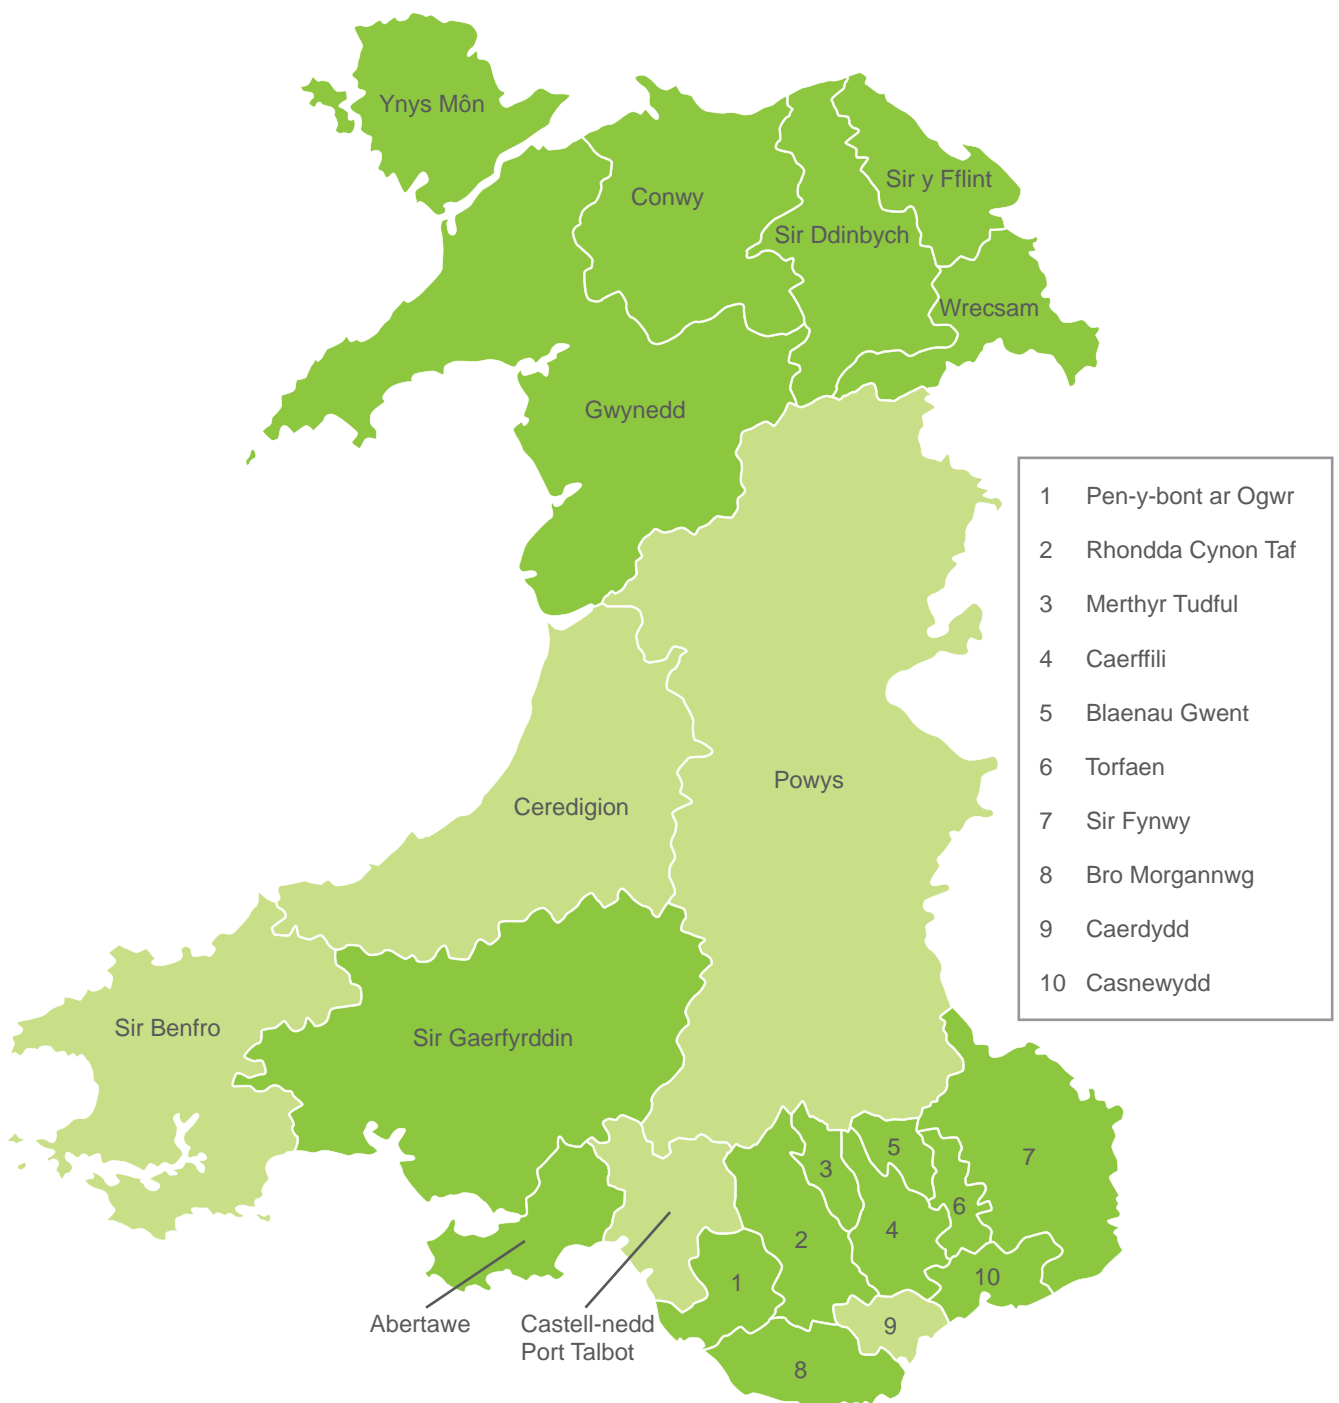 Ynys Môn
Conwy
Sir y Fflint
Sir Ddinbych
Wrecsam
Gwynedd
Powys
Ceredigion
Sir Benfro
Sir Gaerfyrddin
Abertawe
Castell-nedd
Port Talbot
1
2
3
4
5
6
7
8
9
10
1 Pen-y-bont ar Ogwr
2 Rhondda Cynon Taf
3 Merthyr Tudful
4 Caerffili
5 Blaenau Gwent
6 Torfaen
7 Sir Fynwy
8 Bro Morgannwg
9 Caerdydd
10 Casnewydd